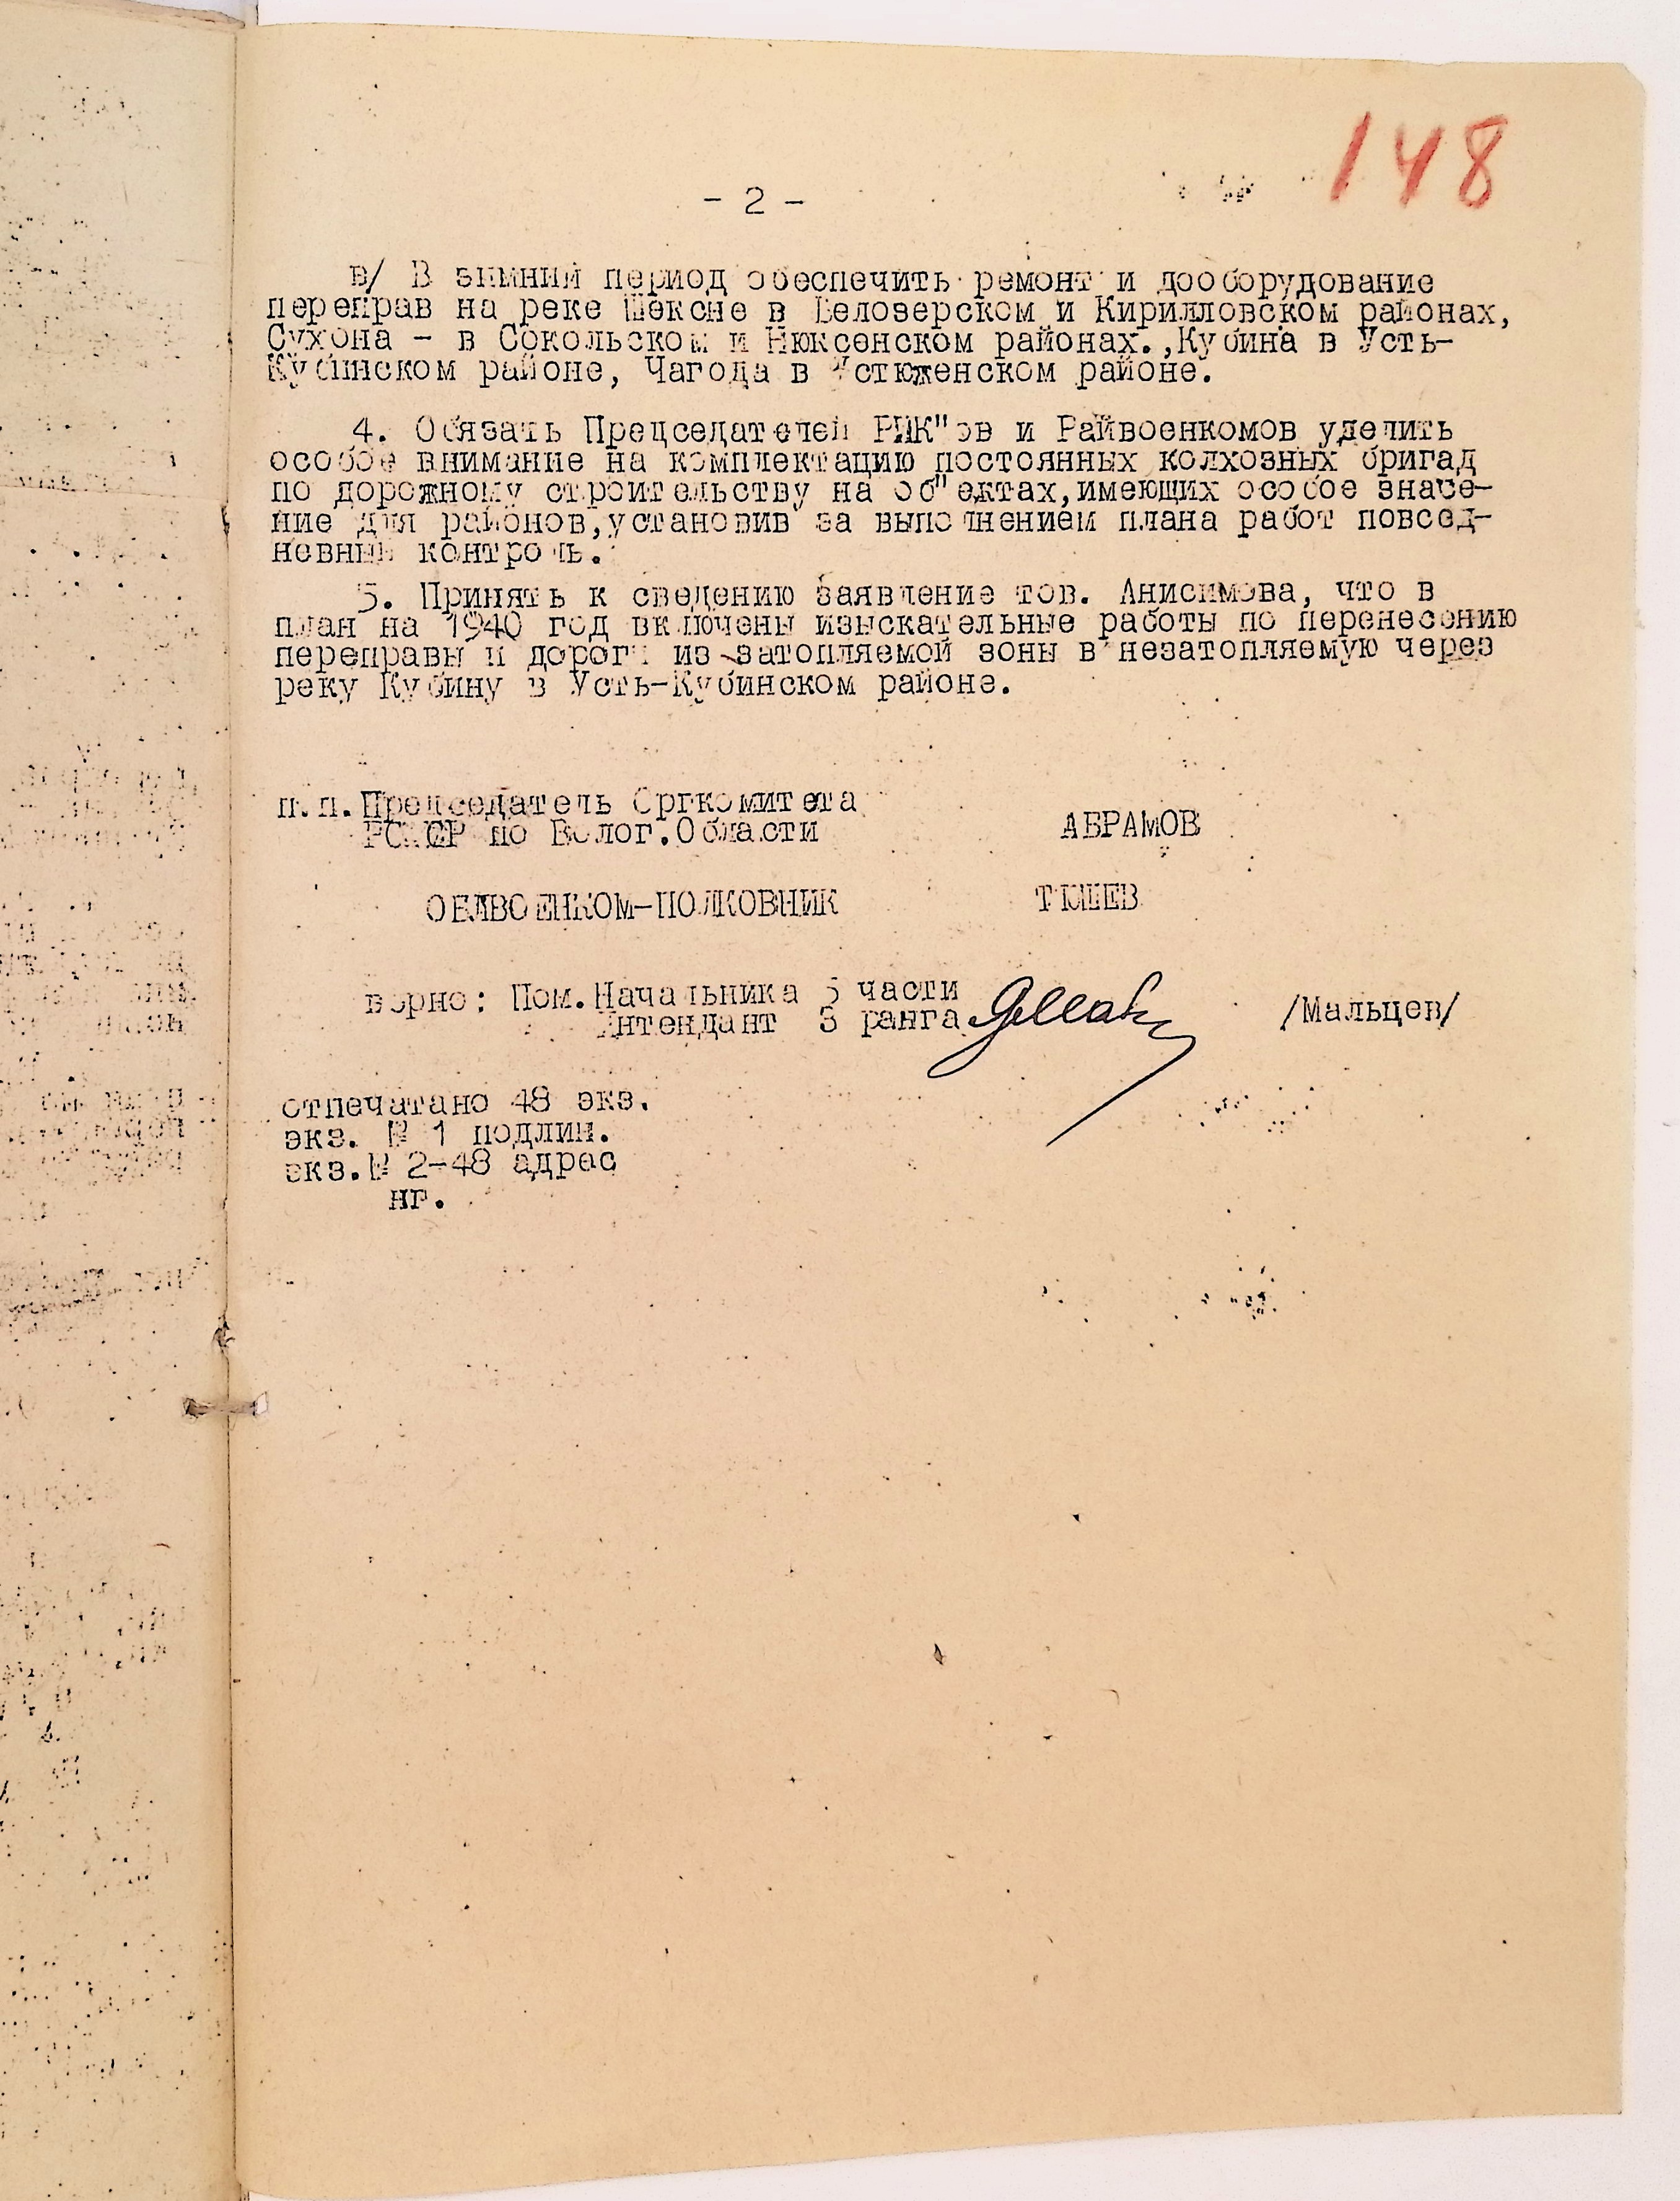 148
- 2 -
в/ В зимний период обеспечить ремонт и дооборудование
переправ на реке Шексне в Белозерском и Кирилловском районах,
Сухона - в Сокольском и Нюксенском районах.,Кубина в Усть-
Кубинском районе, Чагода в Устюженском районе.
4. Обязать Председателей РИК"ов и Райвоенкомов уделить
особое внимание на комплектацию постоянных колхозных бригад
по дорожному строительству на об"ектах,имеющих особое значе-
ние для районов,установив за выполнением плана работ повсед-
невный контроль.
5. Принять к сведению заявление тов. Анисимова, что в
план на 1940 год включены изыскательные работы по перенесению
переправы и дороги из затопляемой зоны в незатопляемую через
реку Кубину в Усть-Кубинском районе.
п.п.Председатель Оргкомитета
РСФСР по Волог.Области АБРАМОВ
ОБЛВОЕНКОМ-ПОЛКОВНИК
верно: Пом.Начальника 5 части
Интендант 3 ранга /Мальцев/
отпечатано 48 экз.
экз. № 1 подлин.
экз.№ 2-48 адрес
нг.